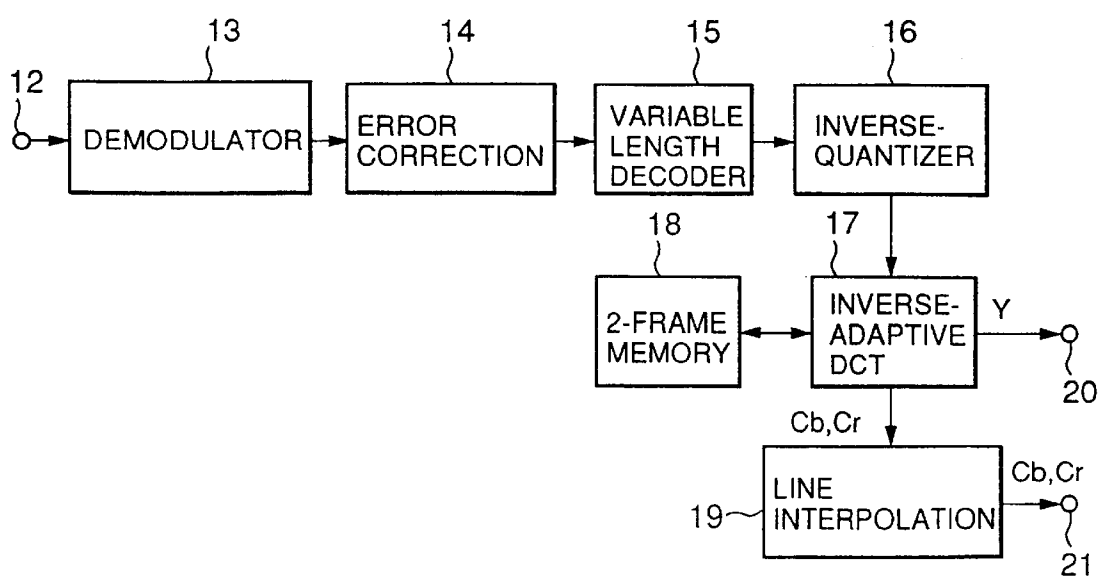 13
14
15
16
12
DEMODULATOR
ERROR
CORRECTION
VARIABLE
LENGTH
DECODER
INVERSE-
QUANTIZER
18
17
2-FRAME
MEMORY
INVERSE-
ADAPTIVE
DCT
Y
20
Cb,Cr
19
LINE
INTERPOLATION
Cb,Cr
21